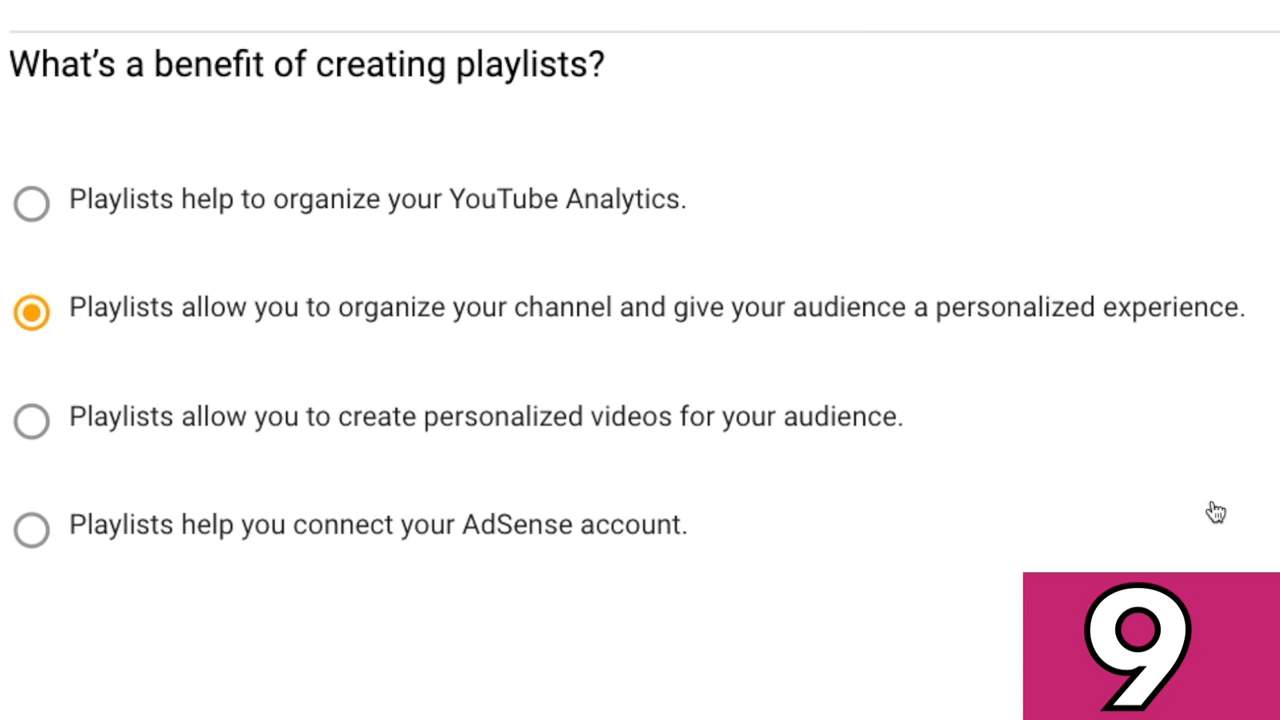 What's a benefit of creating playlists?
Playlists help to organize your YouTube Analytics.
Playlists allow you to organize your channel and give your audience a personalized experience.
Playlists allow you to create personalized videos for your audience.
Playlists help you connect your AdSense account.
9